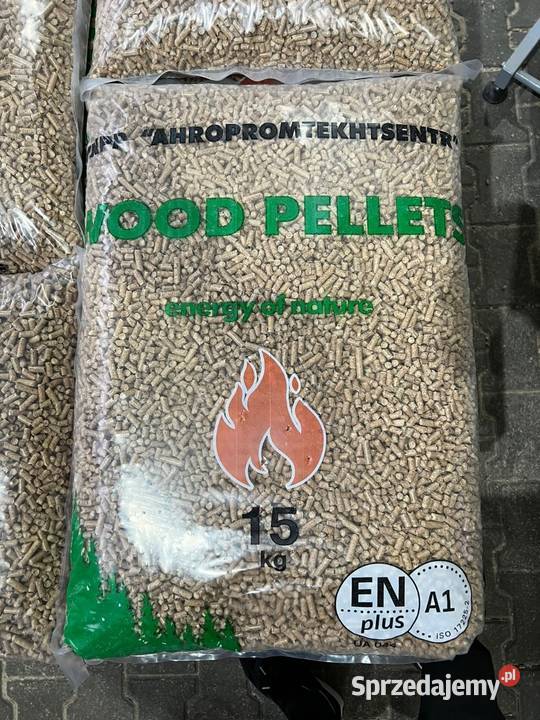 "AHROPROMTEKHTSENTR"
WOOD PELLETS
energy of nature
15
kg
EN
plus
A1
ISO 17225-2
Sprzedajemy.pl